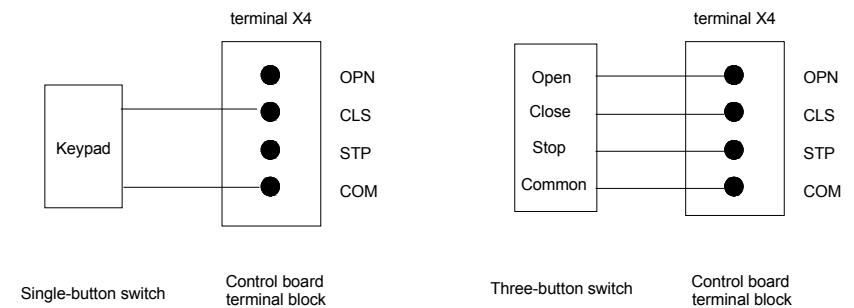 terminal X4
OPN
CLS
STP
COM
Keypad
Single-button switch
Control board
terminal block
terminal X4
Open
Close
Stop
Common
OPN
CLS
STP
COM
Three-button switch
Control board
terminal block